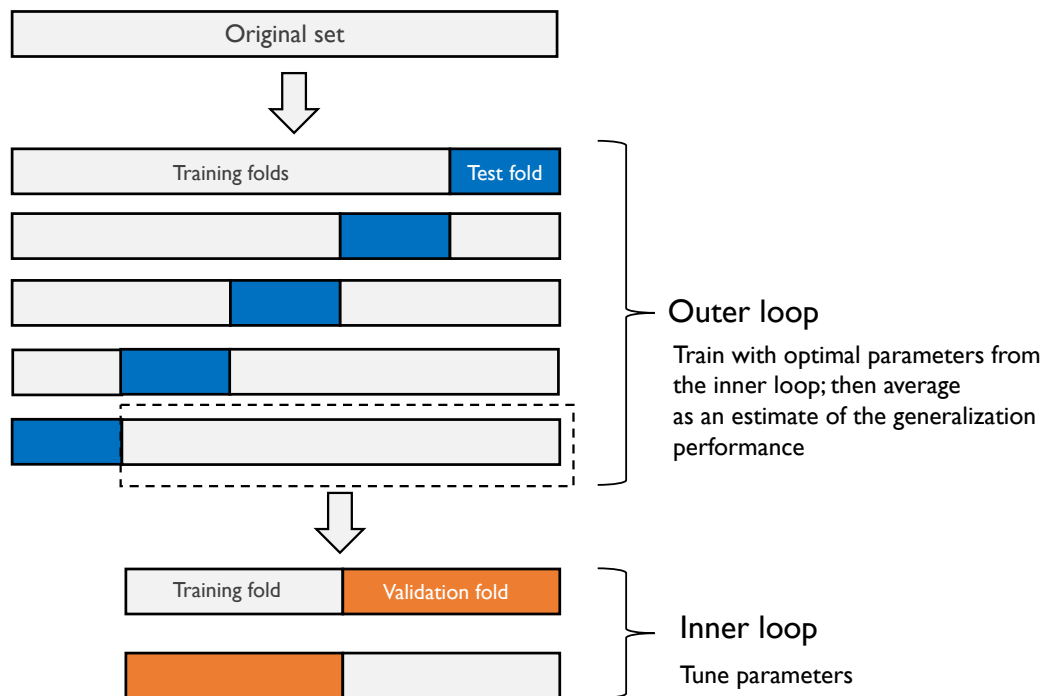 Original set
Training folds
Test fold
Outer loop
Train with optimal parameters from
the inner loop; then average
as an estimate of the generalization
performance
Training fold
Validation fold
Inner loop
Tune parameters